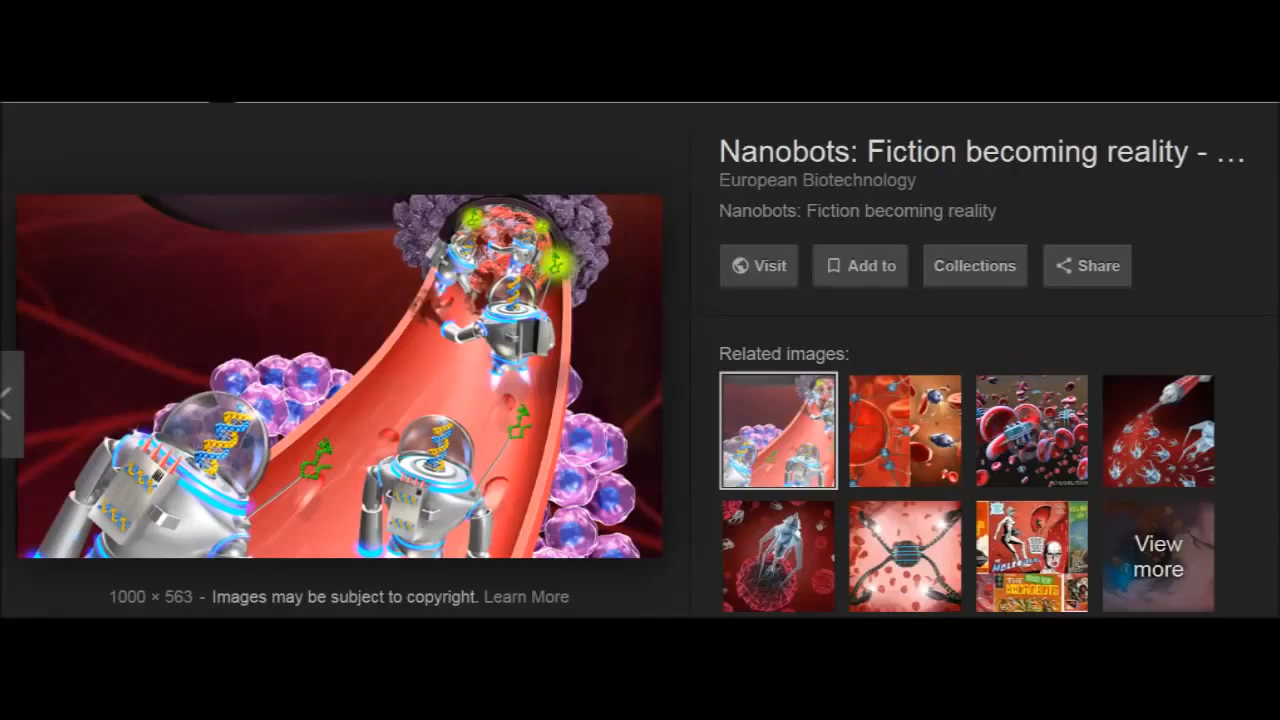 Nanobots: Fiction becoming reality - ...
European Biotechnology
Nanobots: Fiction becoming reality
Visit
Add to
Collections
Share
Related images:
View
more
1000 × 563 - Images may be subject to copyright. Learn More